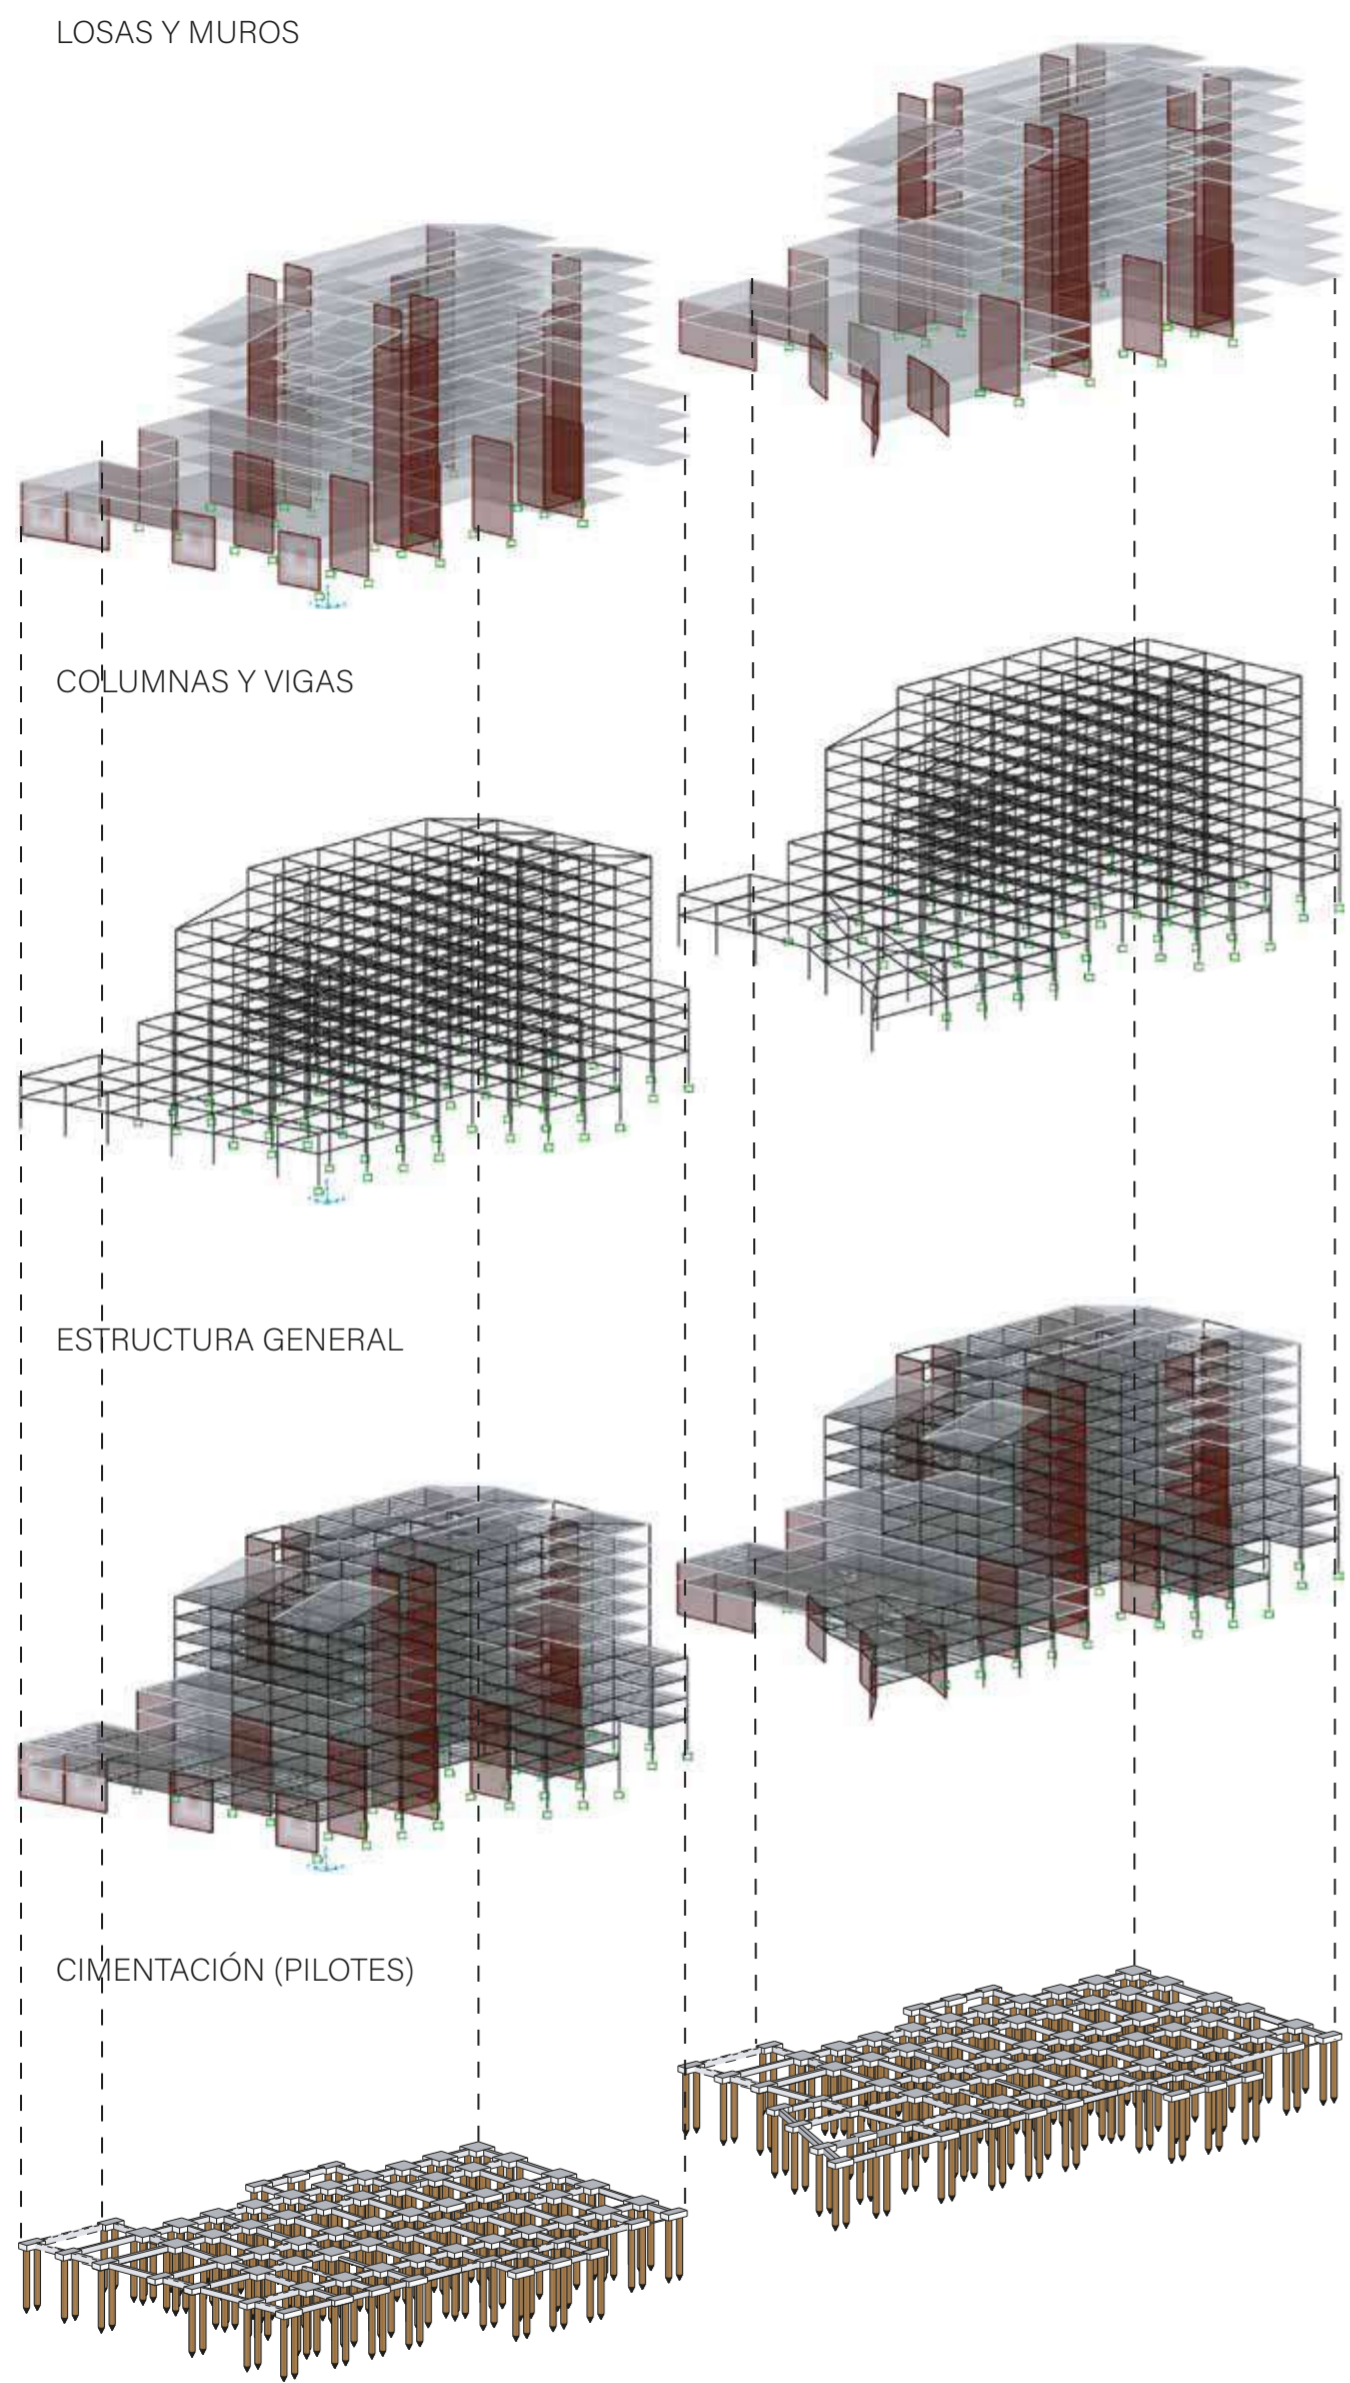 LOSAS Y MUROS
COLUMNAS Y VIGAS
ESTRUCTURA GENERAL
CIMENTACIÓN (PILOTES)